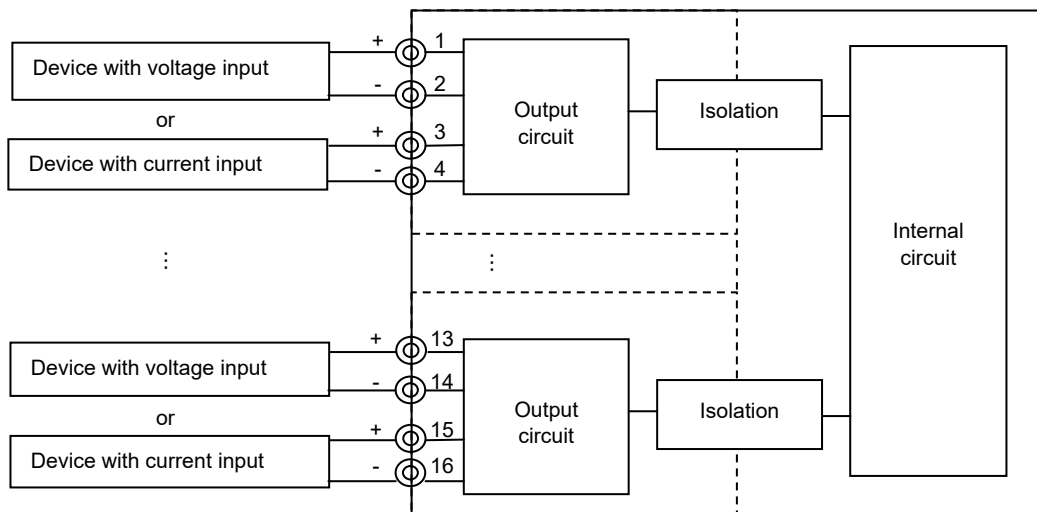 + 1
Device with voltage input
- 2
or
+ 3
Device with current input
- 4
Output
circuit
Isolation
Internal
circuit
⋮
⋮
+ 13
Device with voltage input
- 14
or
+ 15
Device with current input
- 16
Output
circuit
Isolation